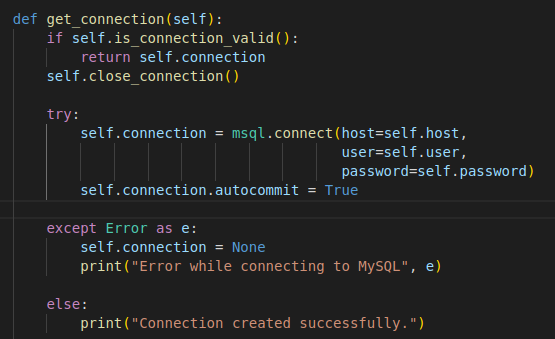 def get_connection(self):
    if self.is_connection_valid():
        return self.connection
    self.close_connection()

    try:
        self.connection = msql.connect(host=self.host,
                                       user=self.user,
                                       password=self.password)
        self.connection.autocommit = True

    except Error as e:
        self.connection = None
        print("Error while connecting to MySQL", e)

    else:
        print("Connection created successfully.")